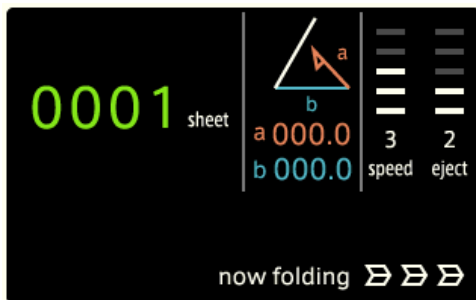 0001 sheet
a
b
a 000.0
b 000.0
3 2
speed eject
now folding